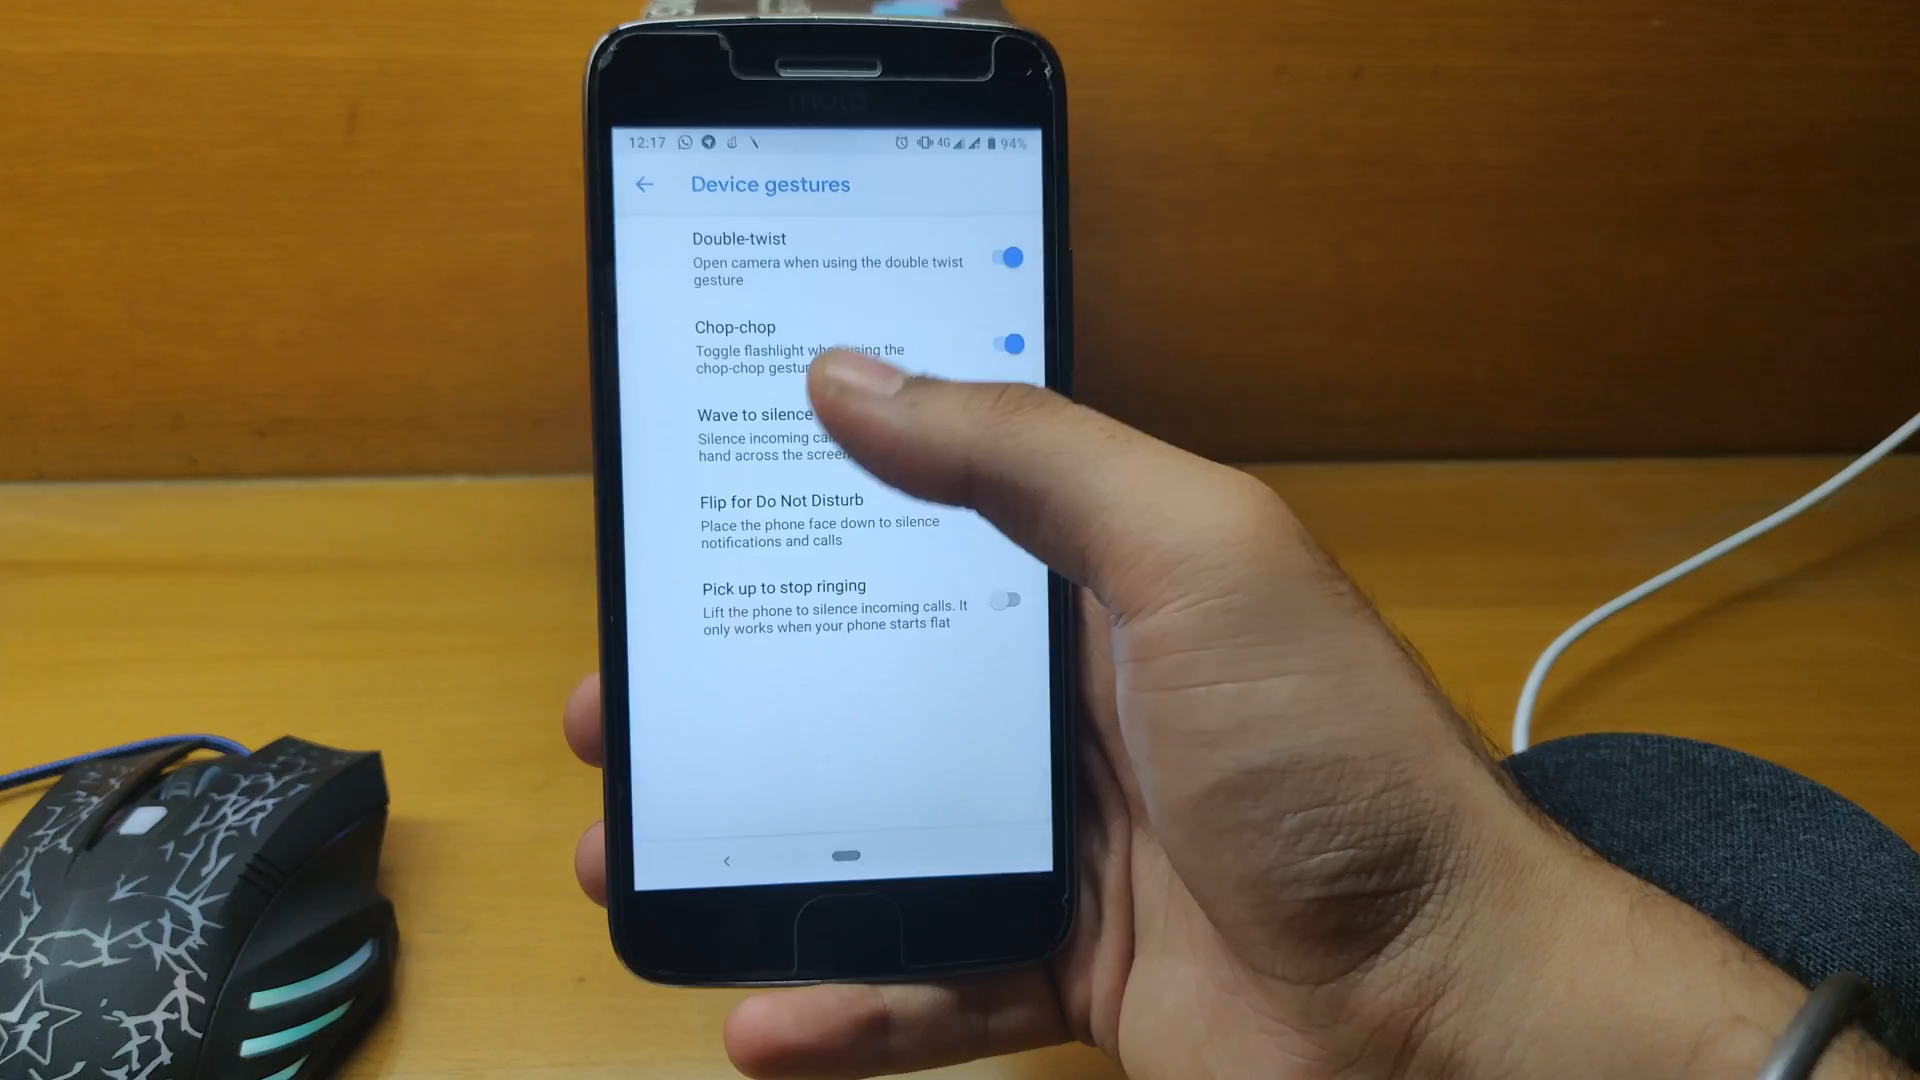 moto
12:17 4G 94%
Device gestures
Double-twist
Open camera when using the double twist
gesture
Chop-chop
Toggle flashlight when using the
chop-chop
Wave to silence
Silence incoming
hand across the screen
Flip for Do Not Disturb
Place the phone face down to silence
notifications and calls
Pick up to stop ringing
Lift the phone to silence incoming calls. It
only works when your phone starts flat